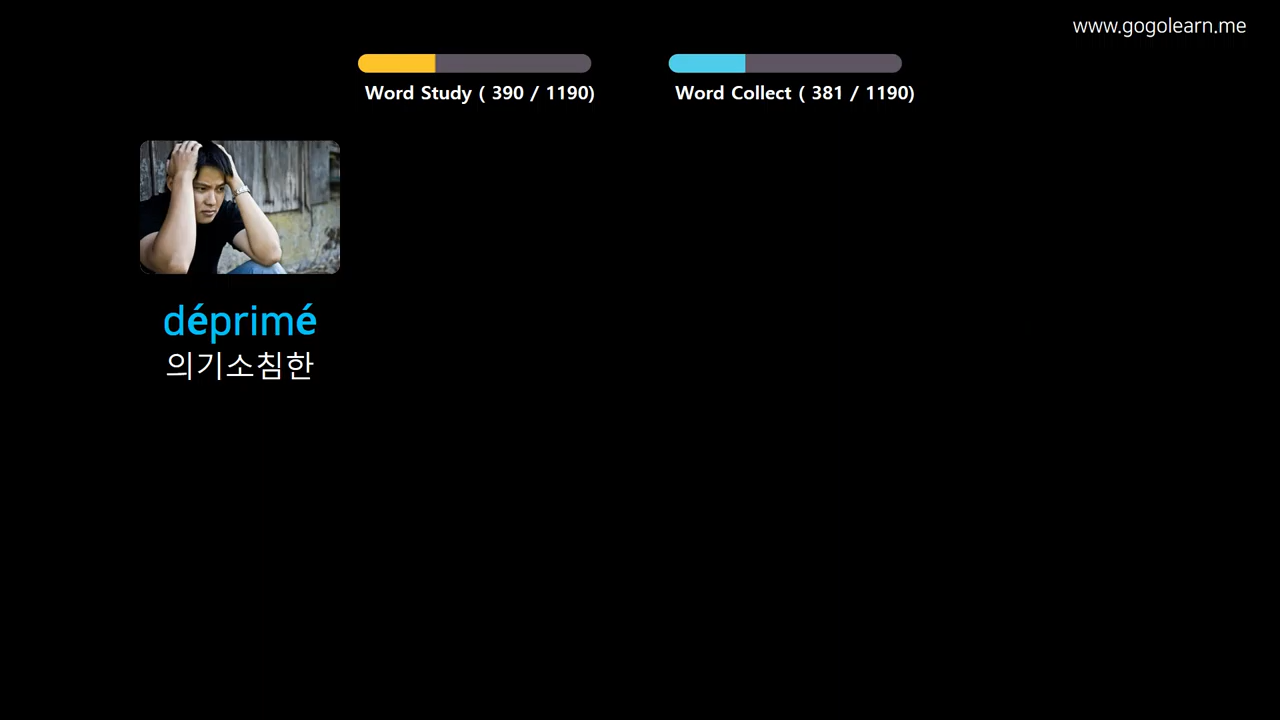 www.gogolearn.me
Word Study ( 390 / 1190)
Word Collect ( 381 / 1190)
déprimé
의기소침한